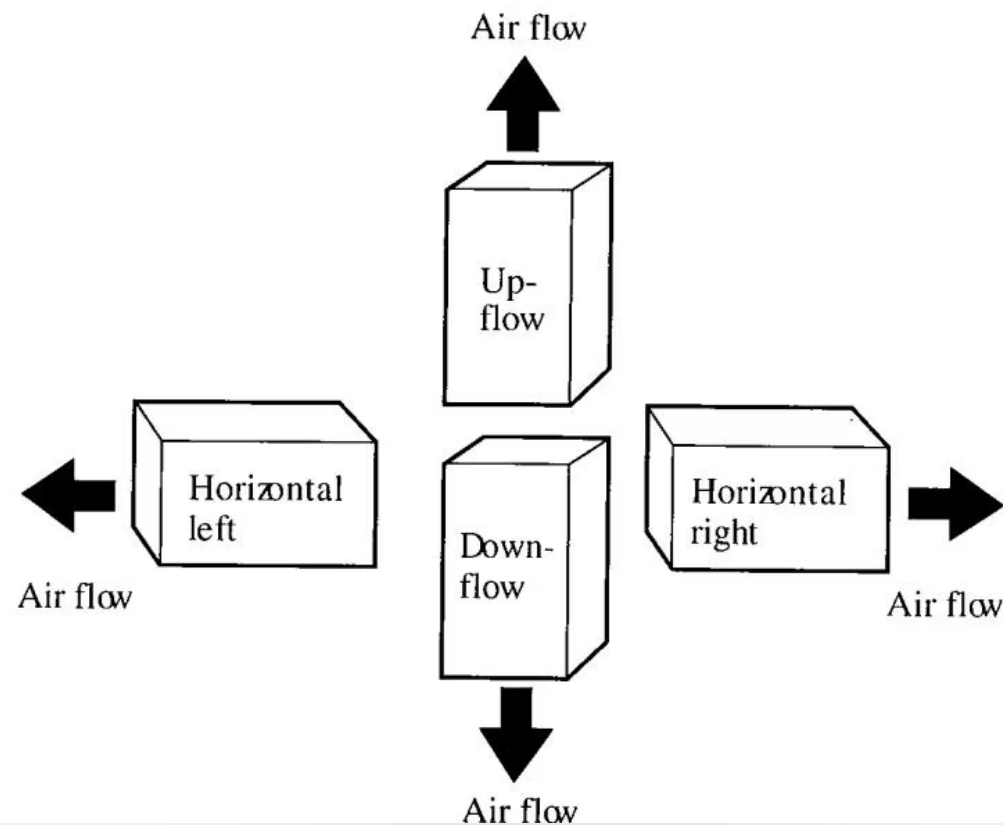 Air flow
Up-
flow
Horizontal
left
Horizontal
right
Down-
flow
Air flow
Air flow
Air flow